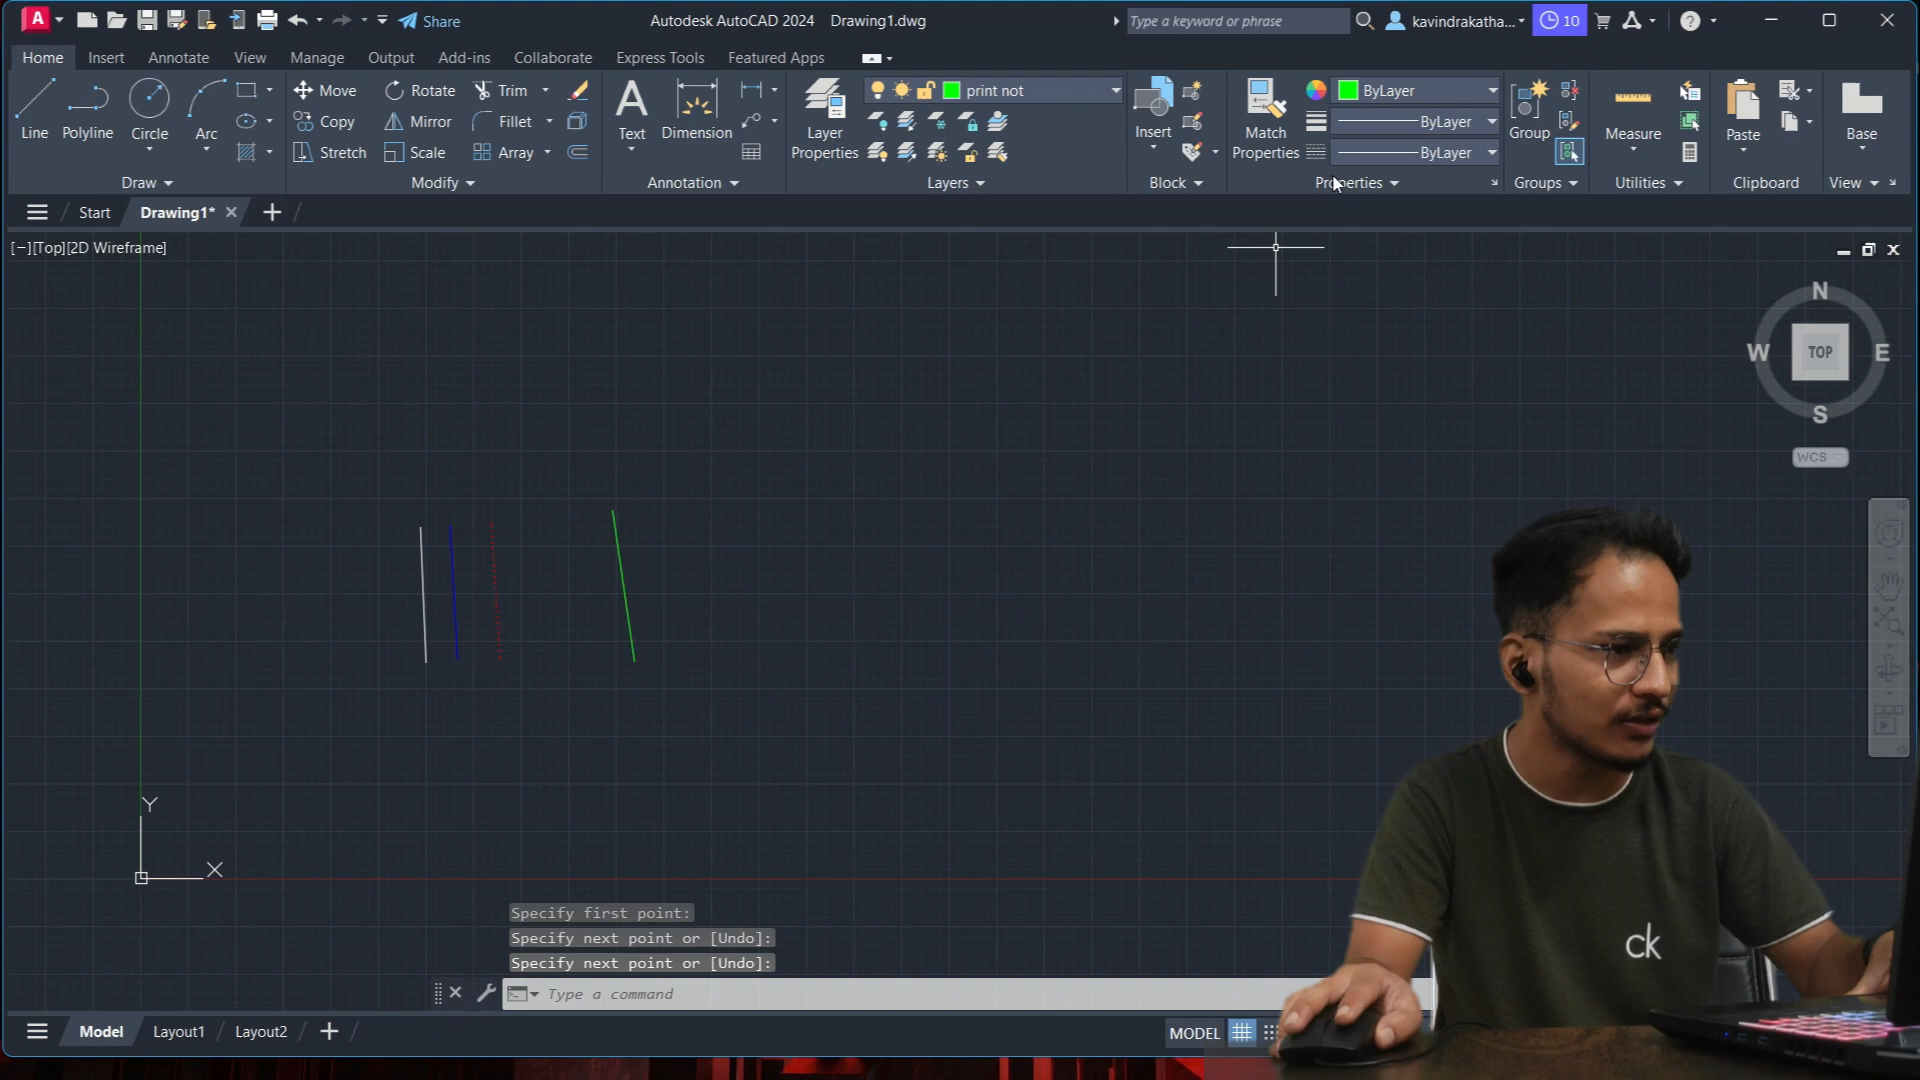 Share
Autodesk AutoCAD 2024 Drawing1.dwg
Type a keyword or phrase
kavindrakatha...
10
Home Insert Annotate View Manage Output Add-ins Collaborate Express Tools Featured Apps
Line
Polyline
Circle
Arc
Draw
Move
Rotate
Trim
Copy
Mirror
Fillet
Stretch
Scale
Array
Modify
Text
Dimension
Annotation
Layer
Properties
print not
Layers
Insert
Block
Match
Properties
ByLayer
ByLayer
ByLayer
Properties
Group
Groups
Measure
Utilities
Paste
Clipboard
Base
View
Start
Drawing1*
[−][Top][2D Wireframe]
N
W
TOP
E
S
WCS
Y
X
Specify first point:
Specify next point or [Undo]:
Specify next point or [Undo]:
Type a command
ck
Model
Layout1
Layout2
MODEL